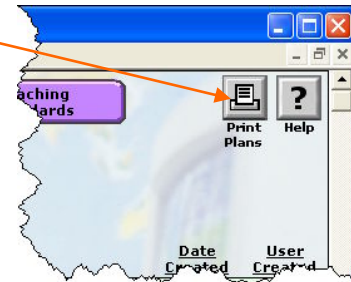 aching
dards
Print
Plans
?
Help
Date
Created
User
Created